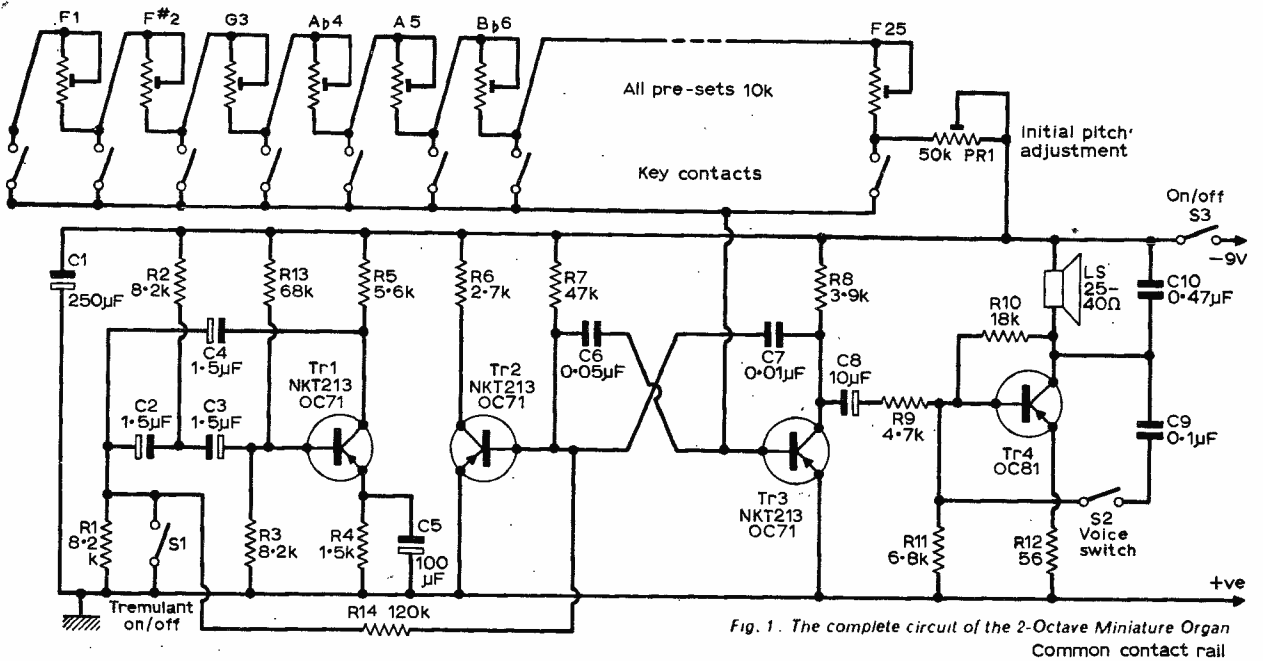 F1 F#2 G3 A♭4 A5 B♭6 F25
All pre-sets 10k
50k PR1
Initial pitch'
adjustment
Key contacts
On/off
S3
-9V
C1
250µF
R2
8·2k
R13
68k
R5
5·6k
R6
2·7k
R7
47k
R8
3·9k
LS
25-
40Ω
C10
0·47µF
R10
18k
C4
1·5µF
C6
0·05µF
C7
0·01µF
C2
1·5µF
C3
1·5µF
Tr1
NKT213
OC71
Tr2
NKT213
OC71
C8
10µF
R9
4·7k
Tr4
OC81
C9
0·1µF
Tr3
NKT213
OC71
R1
8·2
k
S1
R3
8·2k
R4
1·5k
C5
100
µF
R11
6·8k
R12
56
S2
Voice
switch
Tremulant
on/off
R14 120k
+ve
Fig. 1. The complete circuit of the 2-Octave Miniature Organ
Common contact rail